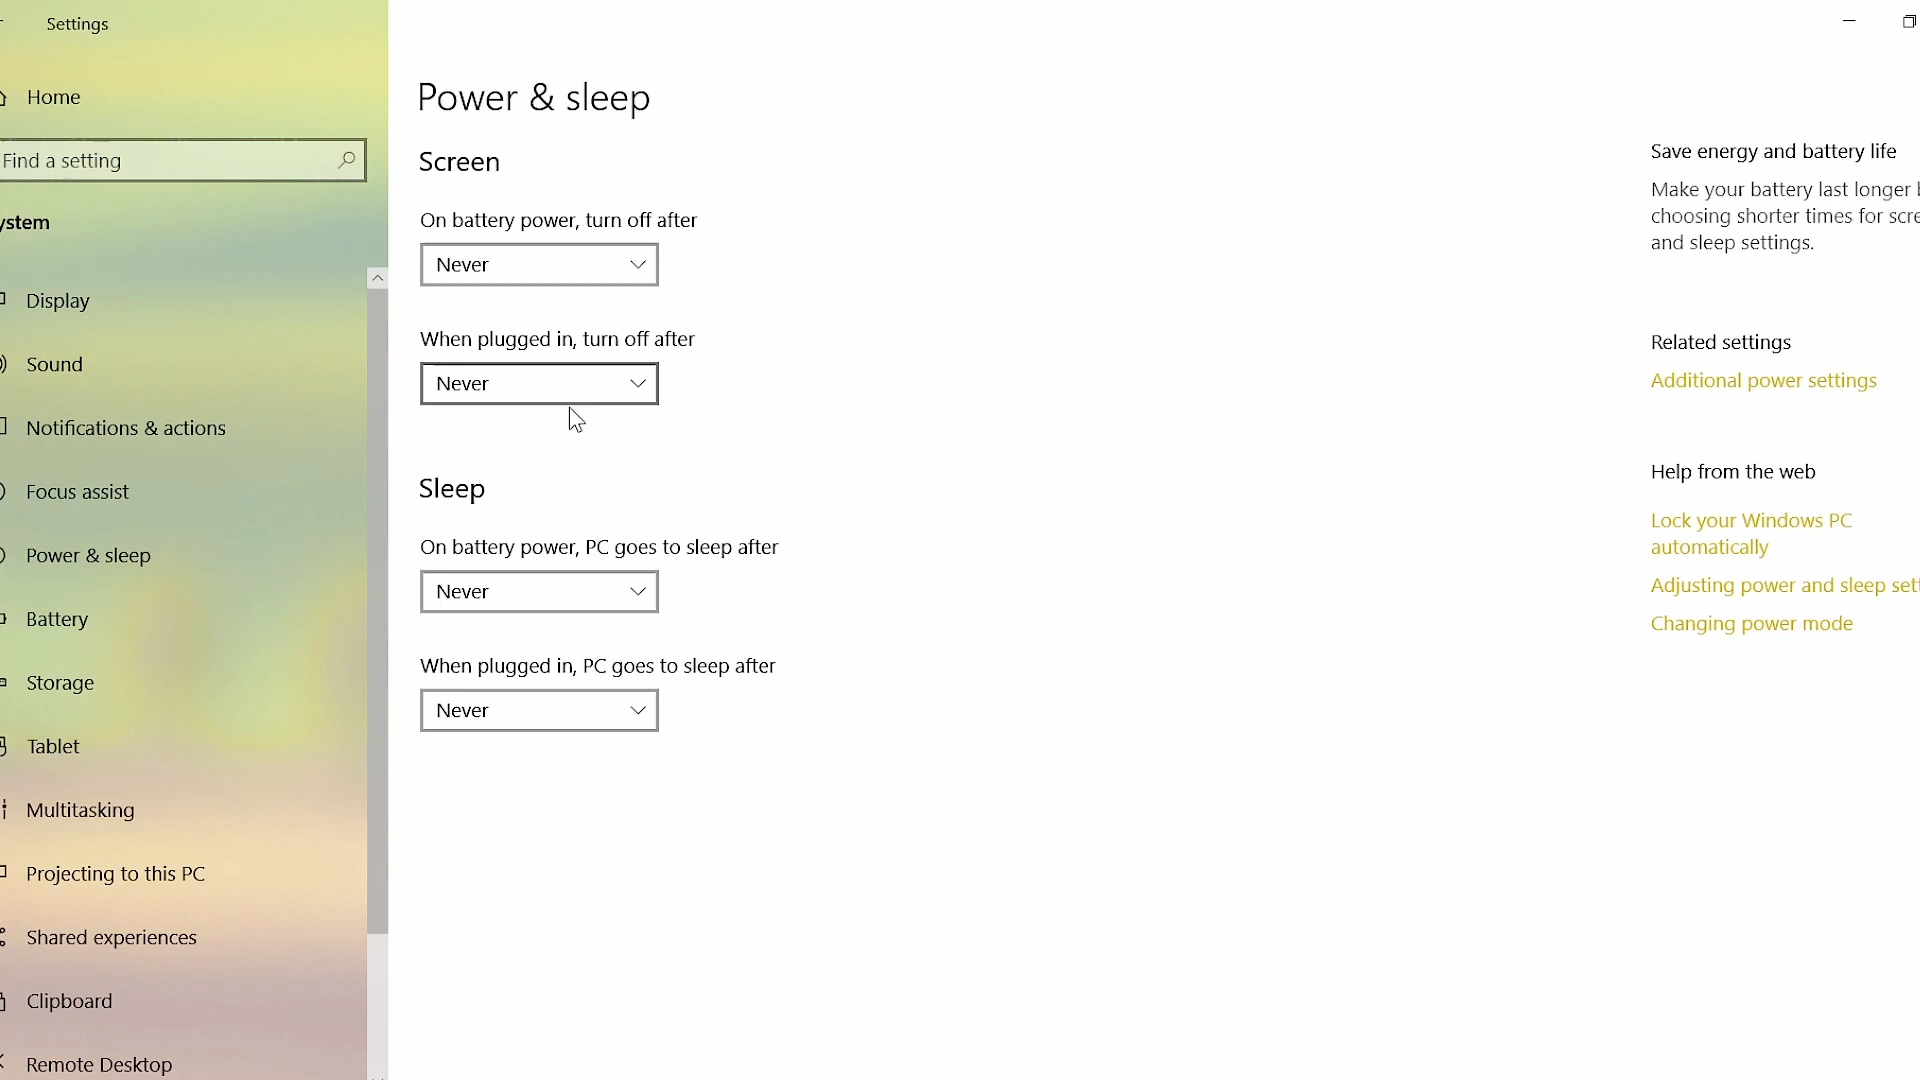 Settings
Home
Find a setting
ystem
Display
Sound
Notifications & actions
Focus assist
Power & sleep
Battery
Storage
Tablet
Multitasking
Projecting to this PC
Shared experiences
Clipboard
Remote Desktop
Power & sleep
Screen
On battery power, turn off after
Never
When plugged in, turn off after
Never
Sleep
On battery power, PC goes to sleep after
Never
When plugged in, PC goes to sleep after
Never
Save energy and battery life
Make your battery last longer b
choosing shorter times for scre
and sleep settings.
Related settings
Additional power settings
Help from the web
Lock your Windows PC
automatically
Adjusting power and sleep sett
Changing power mode